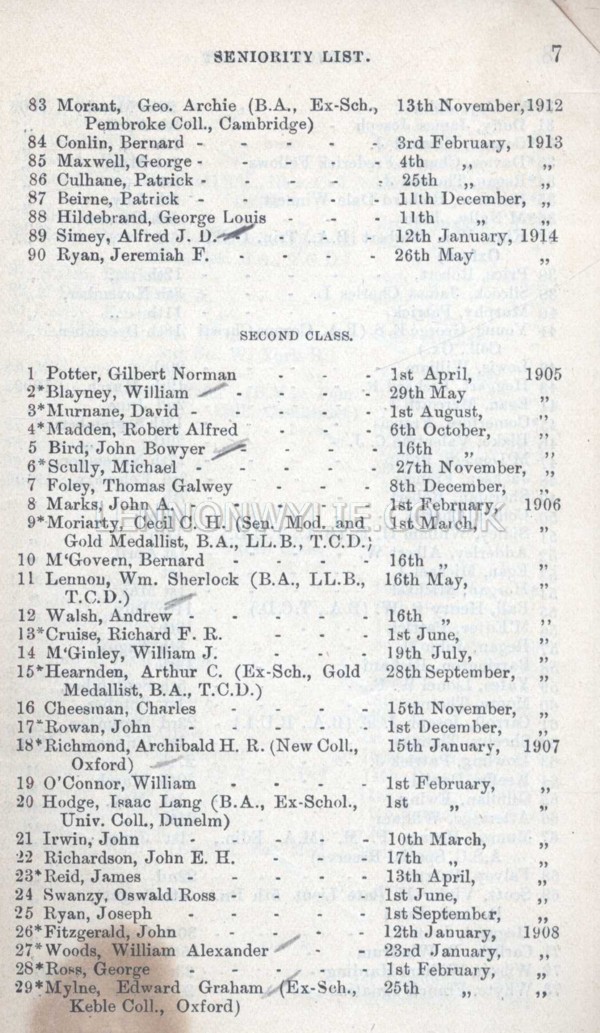 SENIORITY LIST. 7
83 Morant, Geo. Archie (B.A., Ex-Sch., 13th November, 1912
Pembroke Coll., Cambridge)
84 Conlin, Bernard - - - - - 3rd February, 1913
85 Maxwell, George - - - - - 4th „ „
86 Culhane, Patrick - - - - - 25th „ „
87 Beirne, Patrick - - - - - 11th December, „
88 Hildebrand, George Louis - - - 11th „ „
89 Simey, Alfred J. D. - - - - 12th January, 1914
90 Ryan, Jeremiah F. - - - - 26th May „
SECOND CLASS.
1 Potter, Gilbert Norman - - - 1st April, 1905
2*Blayney, William - - - - 29th May „
3*Murnane, David - - - - - 1st August, „
4*Madden, Robert Alfred - - - 6th October, „
5 Bird, John Bowyer - - - - 16th „ „
6*Scully, Michael - - - - - 27th November, „
7 Foley, Thomas Galwey - - - 8th December, „
8 Marks, John A. - - - - - 1st February, 1906
9*Moriarty, Cecil C. H. (Sen. Mod. and 1st March, „
Gold Medallist, B.A., LL.B., T.C.D.)
10 M'Govern, Bernard - - - - 16th „ „
11 Lennon, Wm. Sherlock (B.A., LL.B., 16th May, „
T.C.D.)
12 Walsh, Andrew - - - - - 16th „ „
13*Cruise, Richard F. R. - - - - 1st June, „
14 M'Ginley, William J. - - - - 19th July, „
15*Hearnden, Arthur C. (Ex-Sch., Gold 28th September, „
Medallist, B.A., T.C.D.)
16 Cheesman, Charles - - - - 15th November, „
17*Rowan, John - - - - - 1st December, „
18*Richmond, Archibald H. R. (New Coll., 15th January, 1907
Oxford)
19 O'Connor, William - - - - 1st February, „
20 Hodge, Isaac Lang (B.A., Ex-Schol., 1st „ „
Univ. Coll., Dunelm)
21 Irwin, John - - - - - 10th March, „
22 Richardson, John E. H. - - - 17th „ „
23*Reid, James - - - - - 13th April, „
24 Swanzy, Oswald Ross - - - - 1st June, „
25 Ryan, Joseph - - - - - 1st September, „
26*Fitzgerald, John - - - - - 12th January, 1908
27*Woods, William Alexander - - 23rd January, „
28*Ross, George - - - - - 1st February, „
29*Mylne, Edward Graham (Ex-Sch., 25th „ „
Keble Coll., Oxford)
LENNONWYLIE.CO.UK